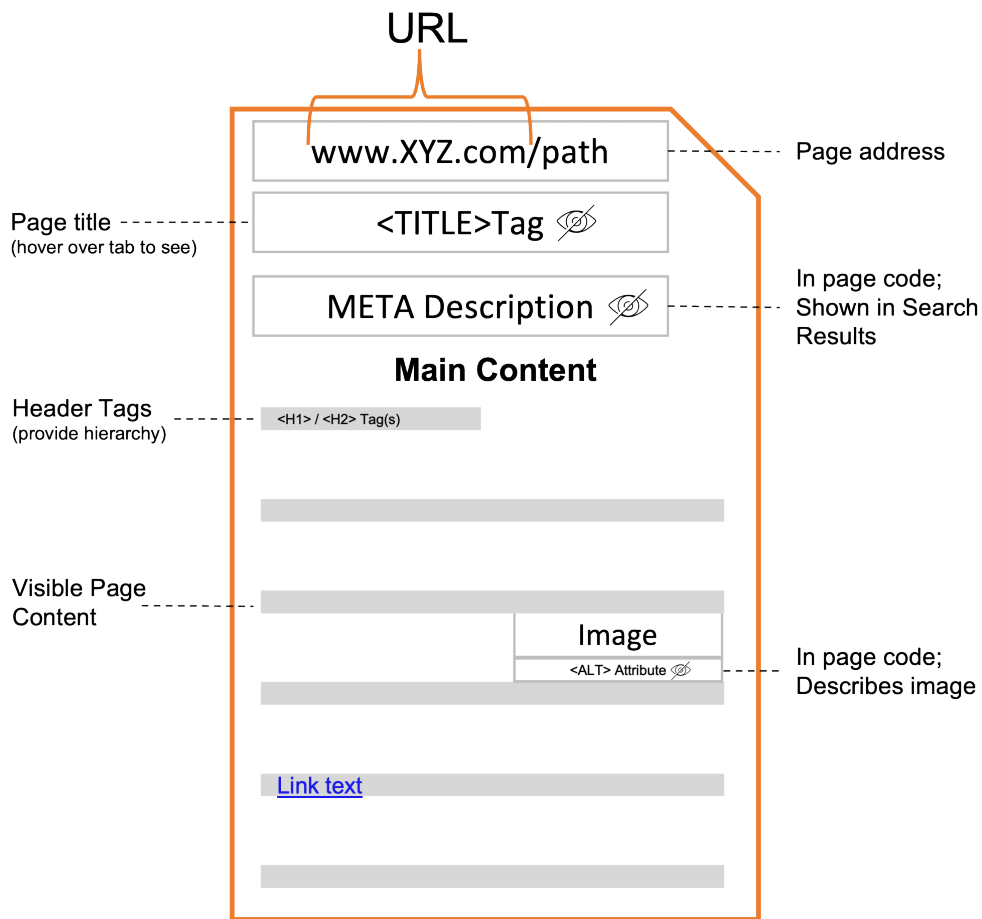 URL
www.XYZ.com/path
Page address
Page title
(hover over tab to see)
<TITLE>Tag
META Description
In page code;
Shown in Search
Results
Main Content
Header Tags
(provide hierarchy)
<H1> / <H2> Tag(s)
Visible Page
Content
Image
<ALT> Attribute
In page code;
Describes image
Link text